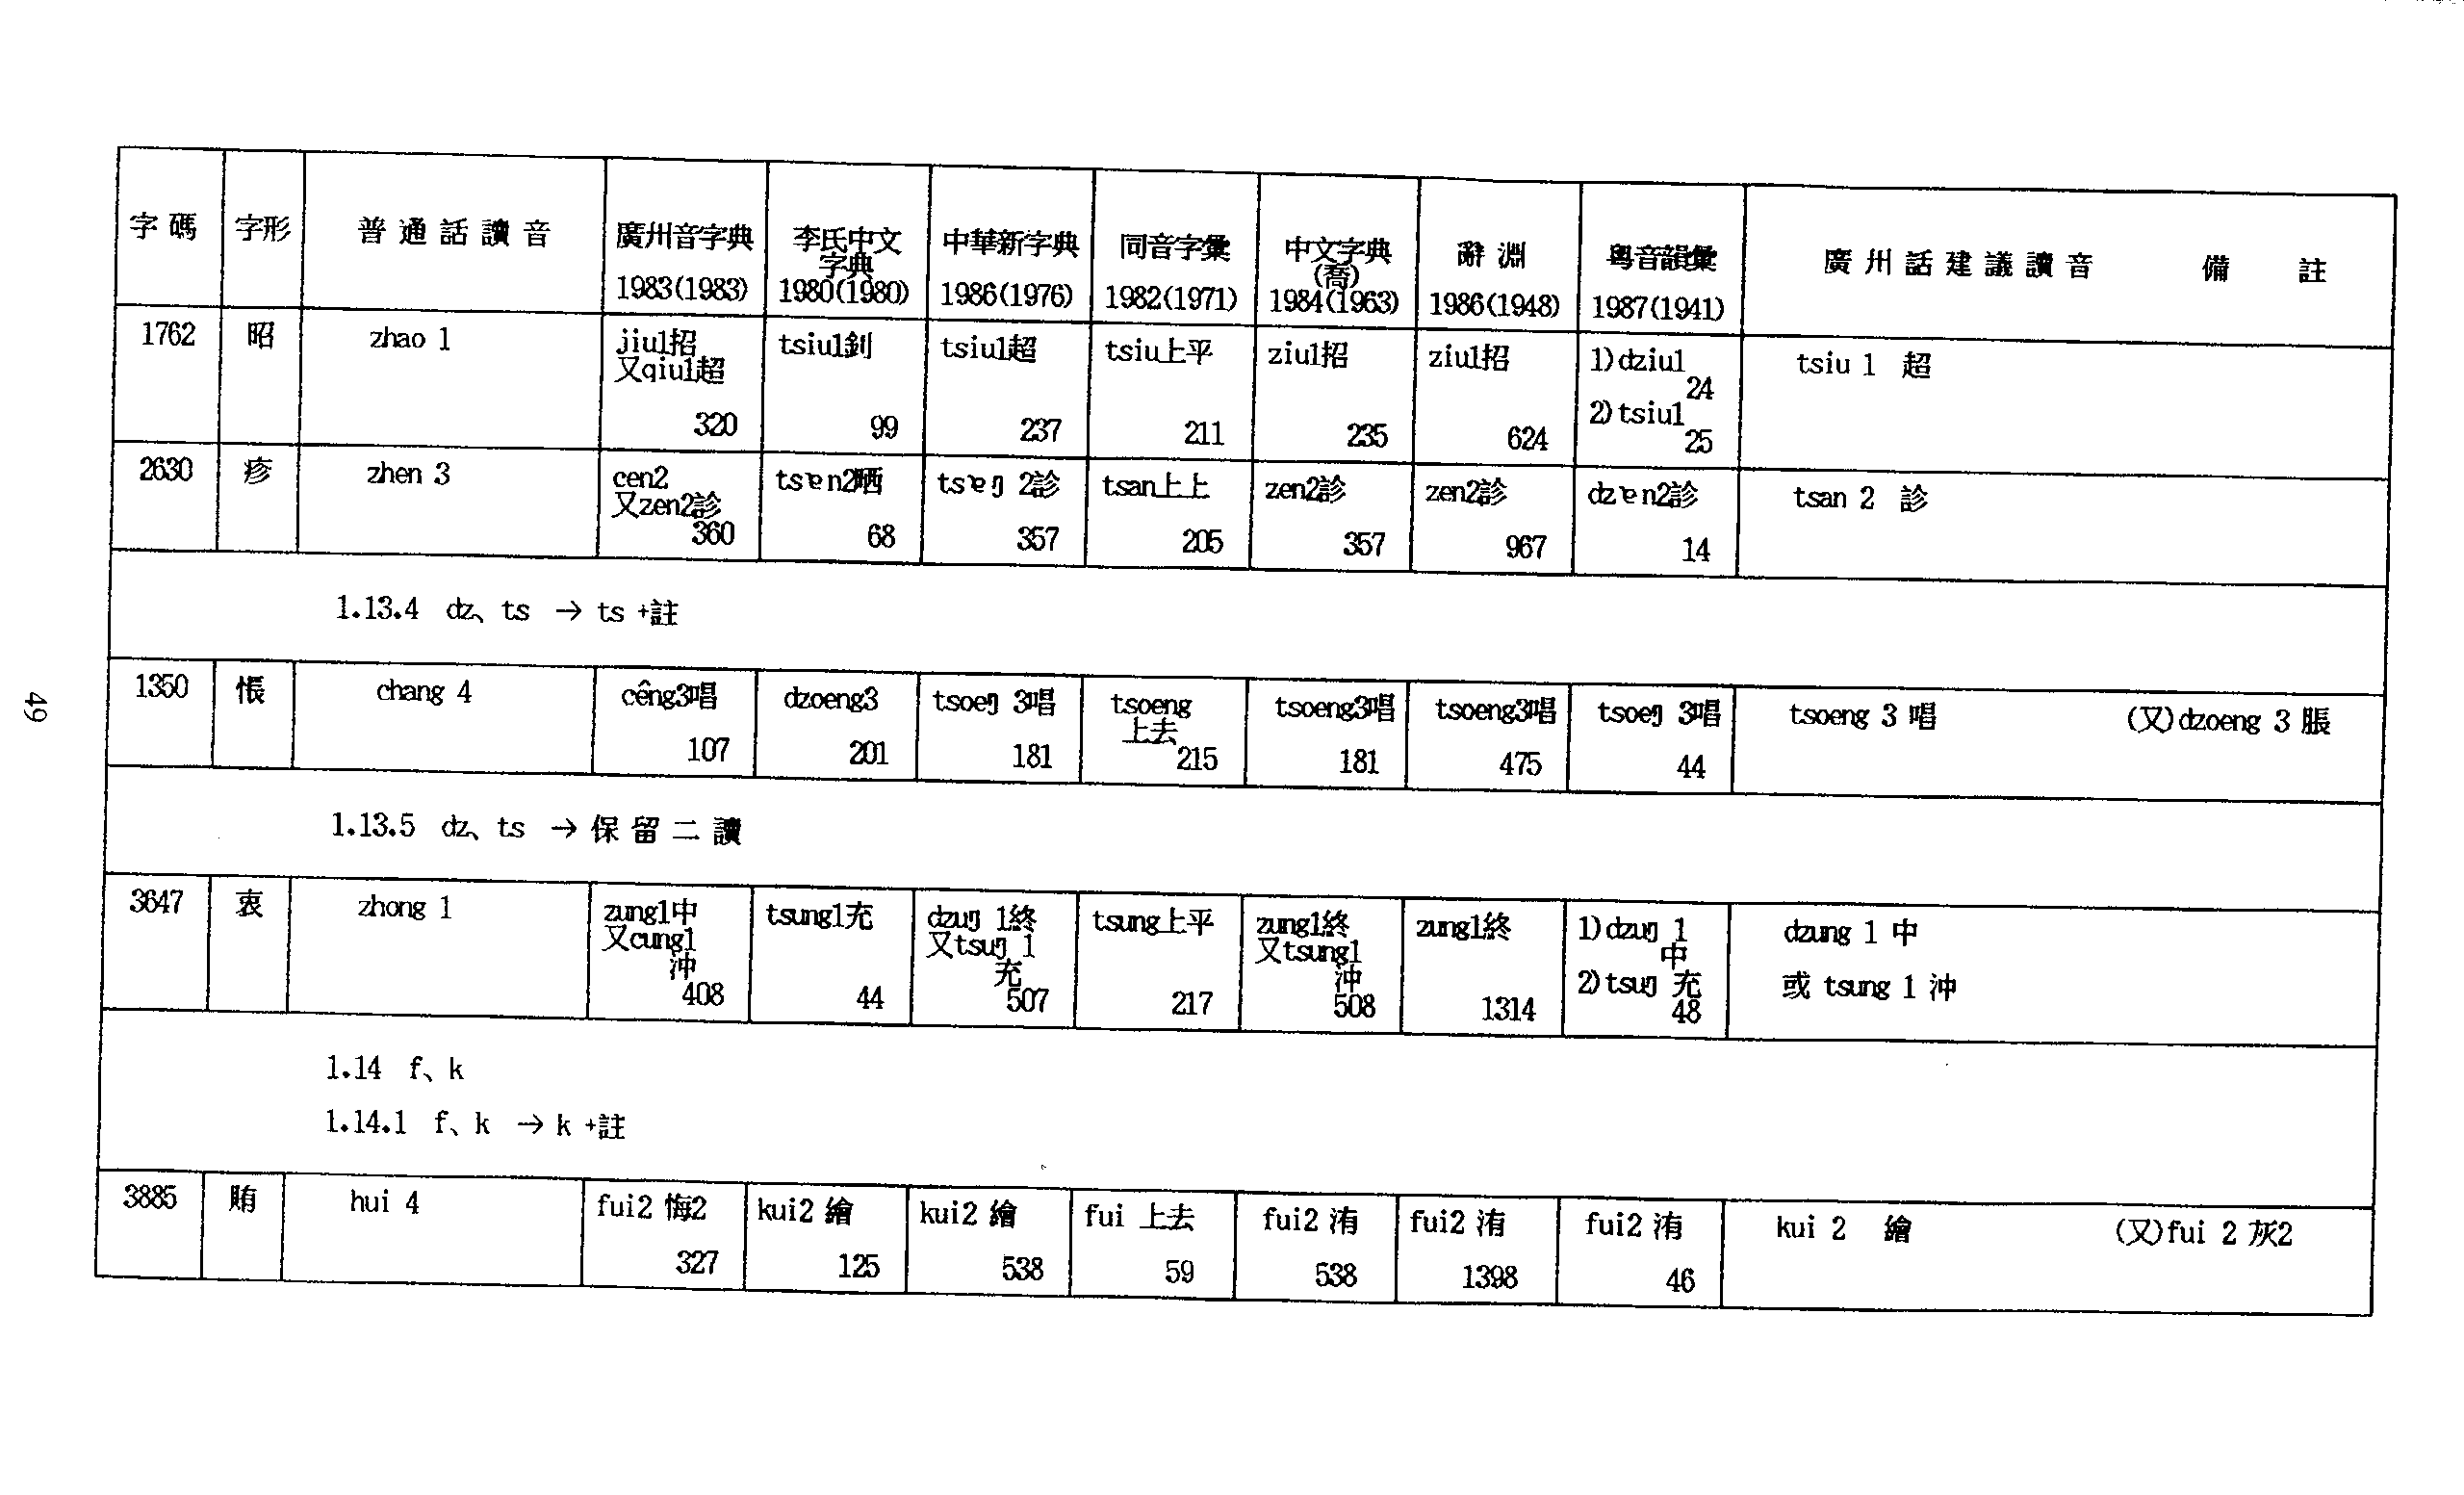 字碼 字形 普通話讀音 廣州音字典 1983(1983) 李氏中文字典 1980(1980) 中華新字典 1986(1976) 同音字彙 1982(1971) 中文字典(喬) 1984(1963) 辭淵 1986(1948) 粵音韻彙 1987(1941) 廣州話建議讀音 備註
1762 昭 zhao 1 jiu1招 又qiu1超 320 tsiu1釗 99 tsiu1超 237 tsiu上平 211 ziu1招 235 ziu1招 624 1)dziu1 24 2)tsiu1 25 tsiu 1 超
2630 疹 zhen 3 cen2 又zen2診 360 tsɐn2哂 68 tsɐŋ 2診 357 tsan上上 205 zen2診 357 zen2診 967 dzɐn2診 14 tsan 2 診
1.13.4 dz、ts → ts +註
1350 悵 chang 4 cêng3唱 107 dzoeng3 201 tsoeŋ 3唱 181 tsoeng上去 215 tsoeng3唱 181 tsoeng3唱 475 tsoeŋ 3唱 44 tsoeng 3 唱 (又)dzoeng 3 脹
1.13.5 dz、ts → 保留二讀
3647 衷 zhong 1 zung1中 又cung1沖 408 tsung1充 44 dzuŋ 1終 又tsuŋ 1充 507 tsung上平 217 zung1終 又tsung1沖 508 zung1終 1314 1)dzuŋ 1中 2)tsuŋ 充 48 dzung 1 中 或 tsung 1 沖
1.14 f、k
1.14.1 f、k → k +註
3885 賄 hui 4 fui2 悔2 327 kui2 繪 125 kui2 繪 538 fui 上去 59 fui2 洧 538 fui2 洧 1398 fui2 洧 46 kui 2 繪 (又)fui 2 灰2
49